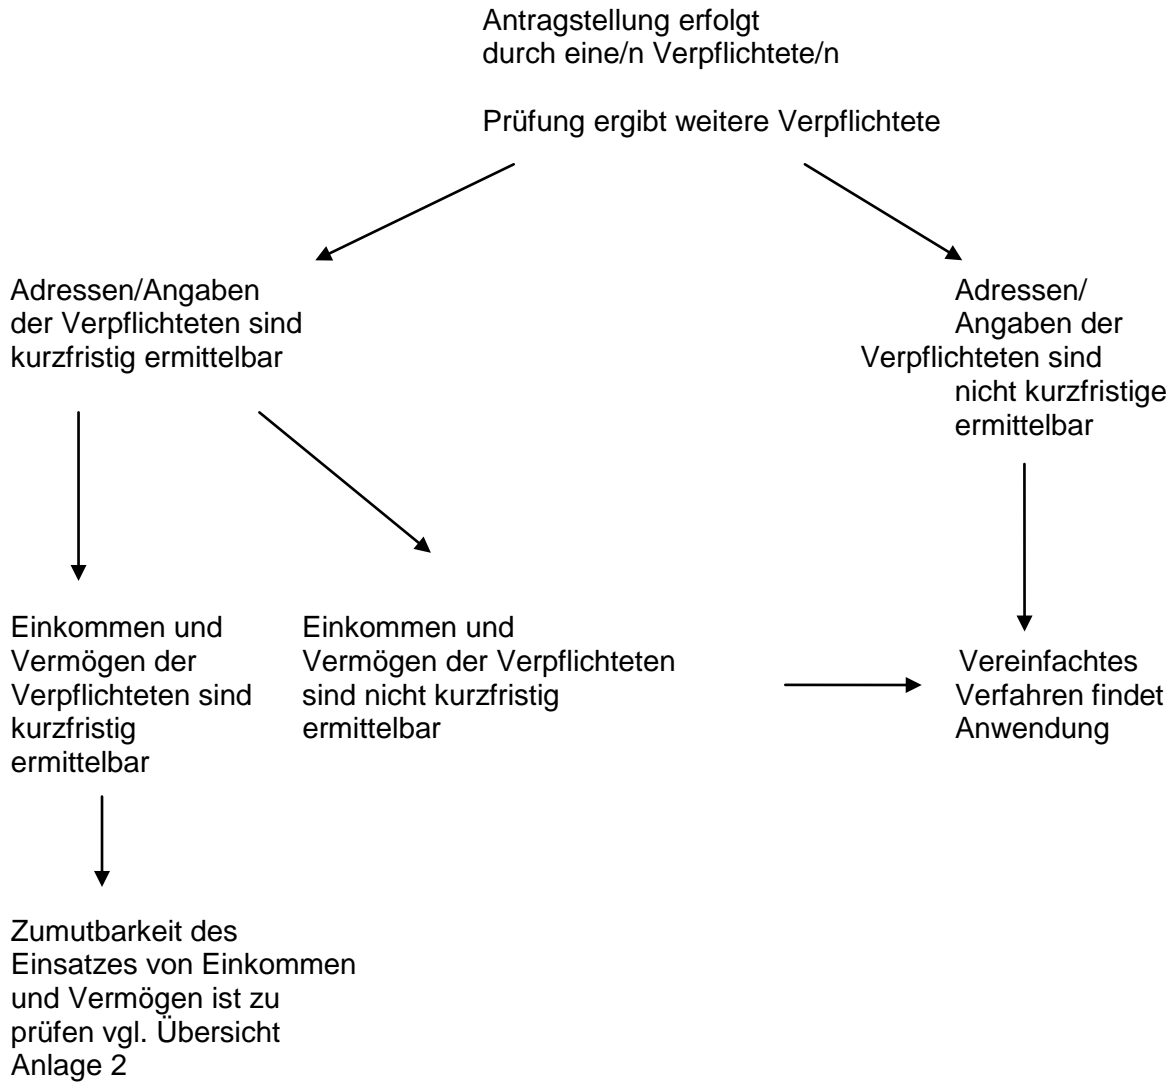 Antragstellung erfolgt
durch eine/n Verpflichtete/n
Prüfung ergibt weitere Verpflichtete
Adressen/Angaben
der Verpflichteten sind
kurzfristig ermittelbar
Adressen/
Angaben der
Verpflichteten sind
nicht kurzfristige
ermittelbar
Einkommen und
Vermögen der
Verpflichteten sind
kurzfristig
ermittelbar
Einkommen und
Vermögen der Verpflichteten
sind nicht kurzfristig
ermittelbar
Vereinfachtes
Verfahren findet
Anwendung
Zumutbarkeit des
Einsatzes von Einkommen
und Vermögen ist zu
prüfen vgl. Übersicht
Anlage 2